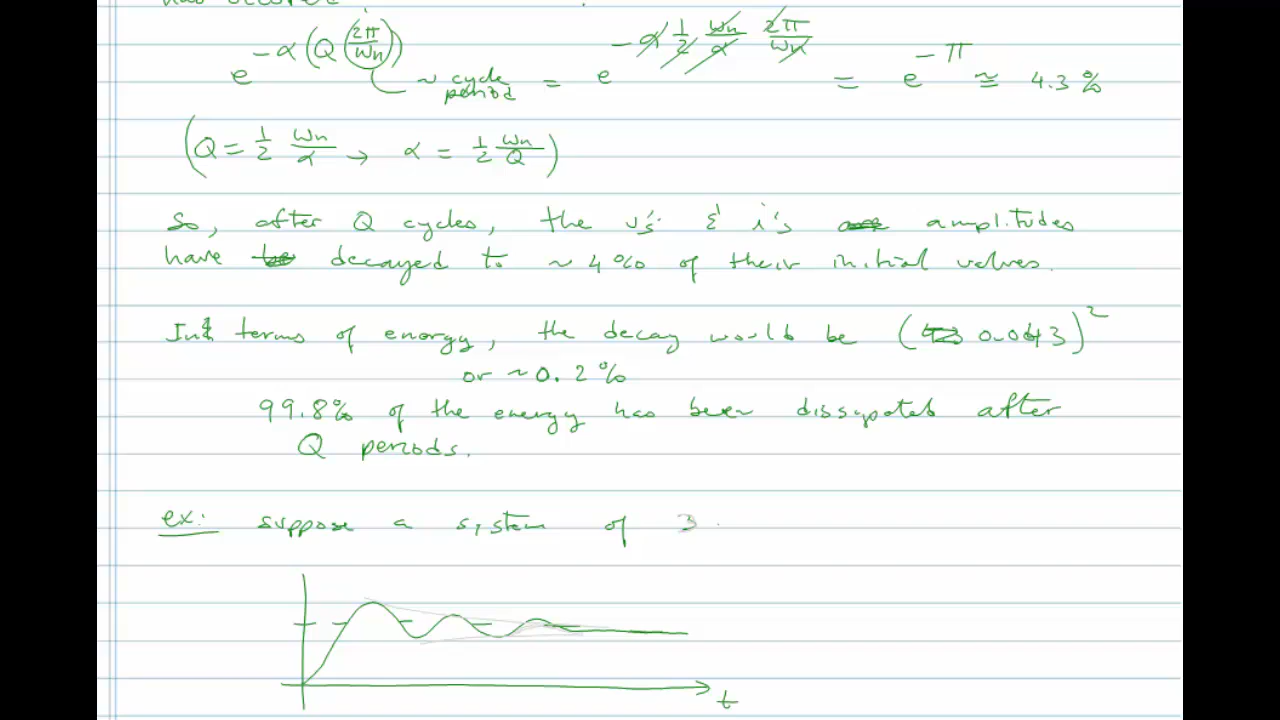 e^{-α(Q(2π/ωn))} ~ cycle period = e^{-α 1/2 ωn/α 2π/ωn} = e^{-π} ≅ 4.3%
(Q = 1/2 ωn/α → α = 1/2 ωn/Q)
So, after Q cycles, the v's & i's amplitudes
have decayed to ~4% of their initial values.
In terms of energy, the decay would be (0.043)²
or ~0.2%
99.8% of the energy has been dissipated after
Q periods.
ex: suppose a system of 3
t